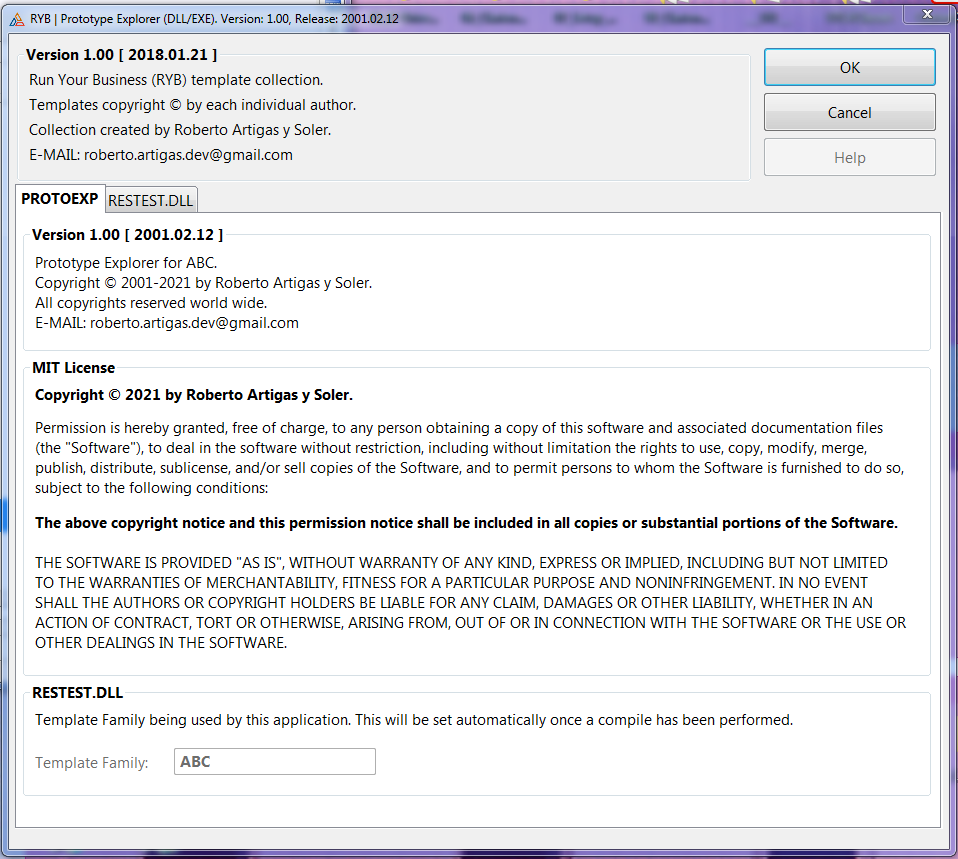 RYB | Prototype Explorer (DLL/EXE). Version: 1.00, Release: 2001.02.12
Version 1.00 [ 2018.01.21 ]
Run Your Business (RYB) template collection.
Templates copyright © by each individual author.
Collection created by Roberto Artigas y Soler.
E-MAIL: roberto.artigas.dev@gmail.com
OK
Cancel
Help
PROTOEXP
RESTEST.DLL
Version 1.00 [ 2001.02.12 ]
Prototype Explorer for ABC.
Copyright © 2001-2021 by Roberto Artigas y Soler.
All copyrights reserved world wide.
E-MAIL: roberto.artigas.dev@gmail.com
MIT License
Copyright © 2021 by Roberto Artigas y Soler.
Permission is hereby granted, free of charge, to any person obtaining a copy of this software and associated documentation files
(the "Software"), to deal in the software without restriction, including without limitation the rights to use, copy, modify, merge,
publish, distribute, sublicense, and/or sell copies of the Software, and to permit persons to whom the Software is furnished to do so,
subject to the following conditions:
The above copyright notice and this permission notice shall be included in all copies or substantial portions of the Software.
THE SOFTWARE IS PROVIDED "AS IS", WITHOUT WARRANTY OF ANY KIND, EXPRESS OR IMPLIED, INCLUDING BUT NOT LIMITED
TO THE WARRANTIES OF MERCHANTABILITY, FITNESS FOR A PARTICULAR PURPOSE AND NONINFRINGEMENT. IN NO EVENT
SHALL THE AUTHORS OR COPYRIGHT HOLDERS BE LIABLE FOR ANY CLAIM, DAMAGES OR OTHER LIABILITY, WHETHER IN AN
ACTION OF CONTRACT, TORT OR OTHERWISE, ARISING FROM, OUT OF OR IN CONNECTION WITH THE SOFTWARE OR THE USE OR
OTHER DEALINGS IN THE SOFTWARE.
RESTEST.DLL
Template Family being used by this application. This will be set automatically once a compile has been performed.
Template Family:
ABC